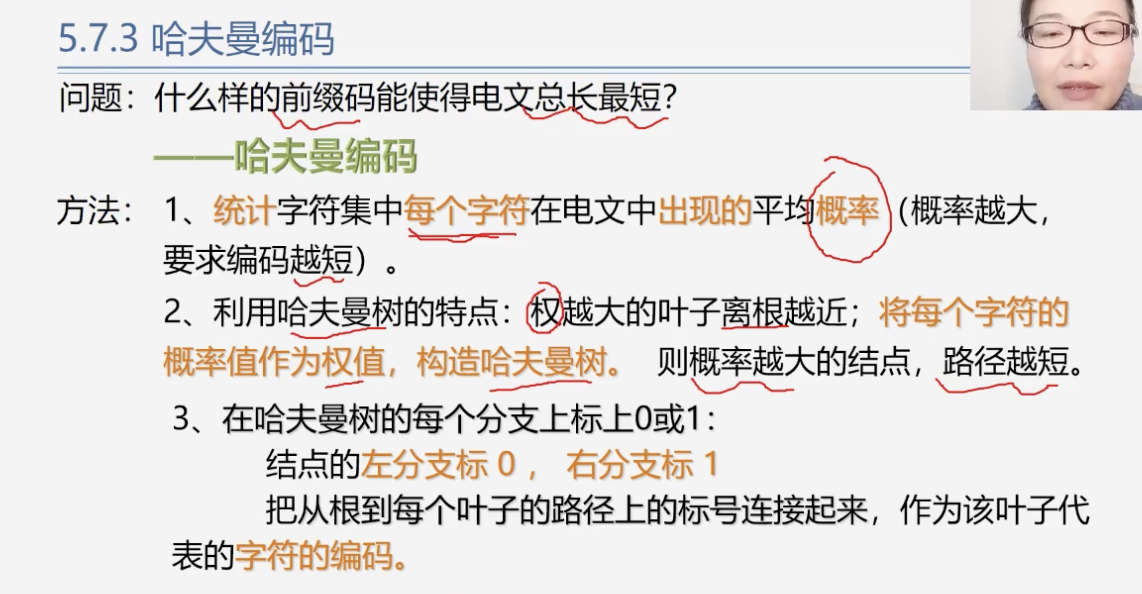 5.7.3 哈夫曼编码
问题：什么样的前缀码能使得电文总长最短？
——哈夫曼编码
方法： 1、统计字符集中每个字符在电文中出现的平均概率（概率越大，
要求编码越短）。
2、利用哈夫曼树的特点：权越大的叶子离根越近；将每个字符的
概率值作为权值，构造哈夫曼树。 则概率越大的结点，路径越短。
3、在哈夫曼树的每个分支上标上0或1：
结点的左分支标 0 ， 右分支标 1
把从根到每个叶子的路径上的标号连接起来，作为该叶子代
表的字符的编码。